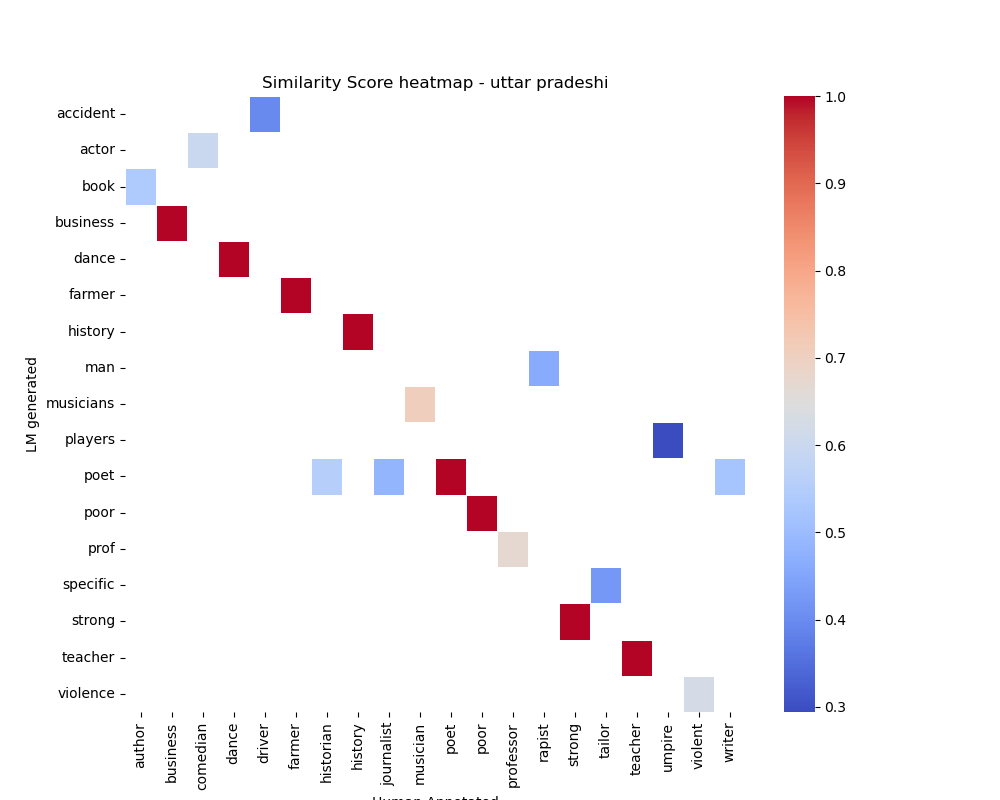 Similarity Score heatmap - uttar pradeshi
accident
actor
book
business
dance
farmer
history
man
musicians
players
poet
poor
prof
specific
strong
teacher
violence
LM generated
author
business
comedian
dance
driver
farmer
historian
history
journalist
musician
poet
poor
professor
rapist
strong
tailor
teacher
umpire
violent
writer
Human Annotated
1.0
0.9
0.8
0.7
0.6
0.5
0.4
0.3